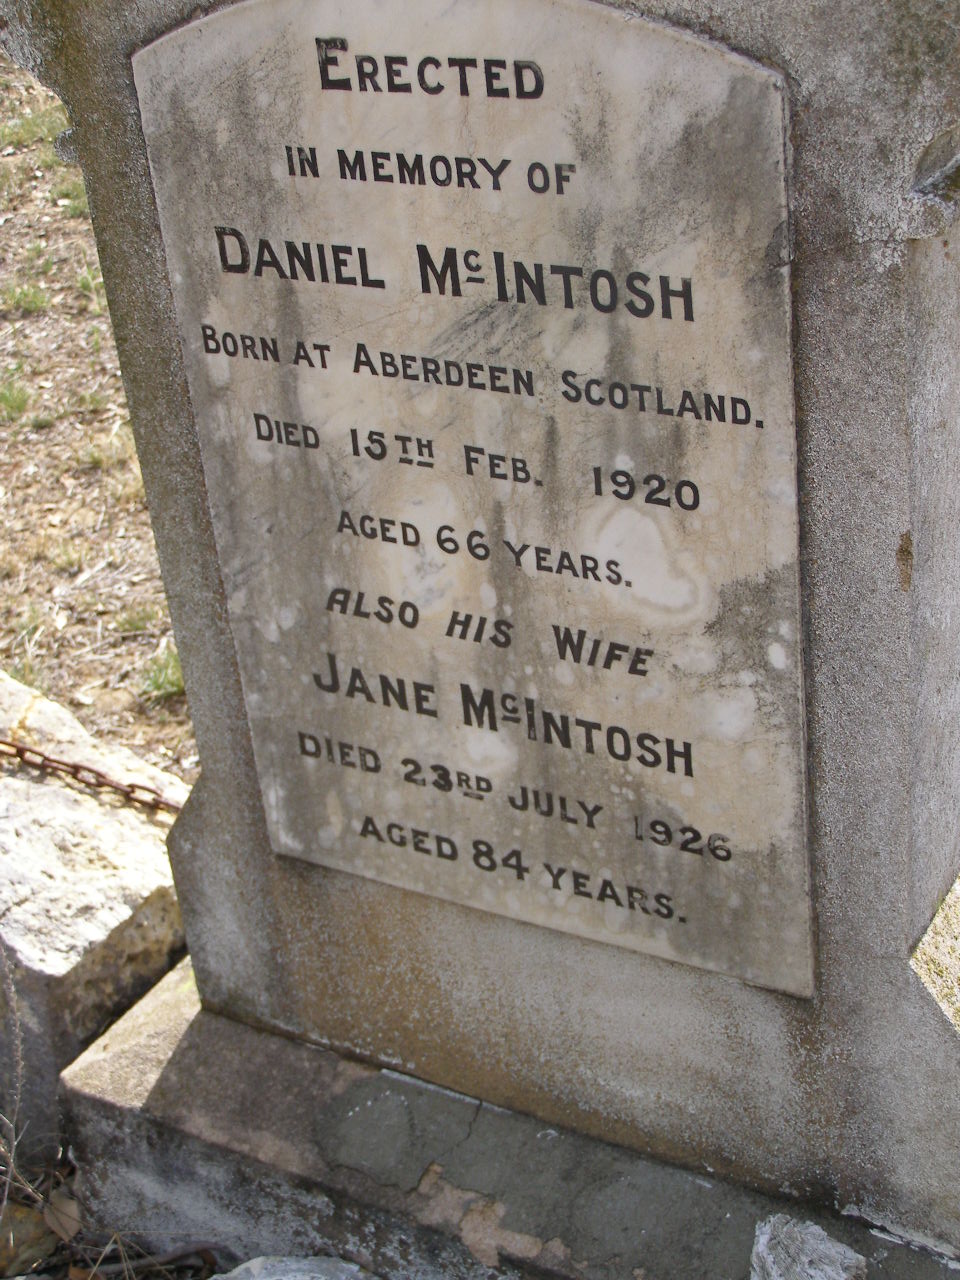 ERECTED
IN MEMORY OF
DANIEL McINTOSH
BORN AT ABERDEEN, SCOTLAND.
DIED 15TH FEB. 1920
AGED 66 YEARS.
ALSO HIS WIFE
JANE McINTOSH
DIED 23RD JULY 1926
AGED 84 YEARS.